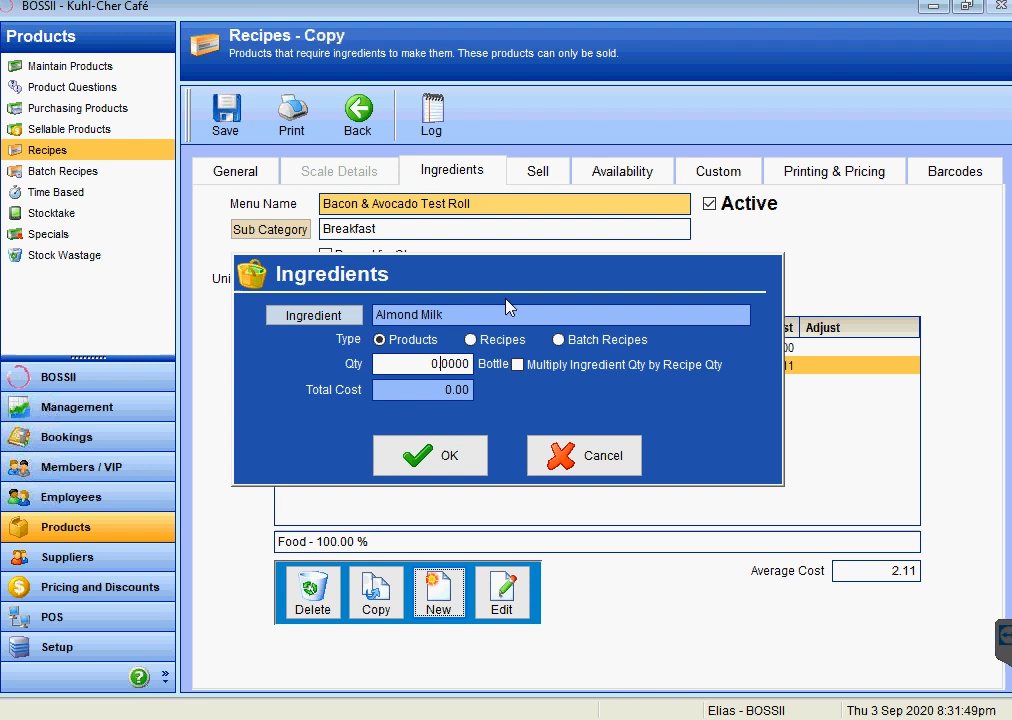 BOSSII - Kuhl-Cher Café
Products
Maintain Products
Product Questions
Purchasing Products
Sellable Products
Recipes
Batch Recipes
Time Based
Stocktake
Specials
Stock Wastage
BOSSII
Management
Bookings
Members / VIP
Employees
Products
Suppliers
Pricing and Discounts
POS
Setup
?
»
Recipes - Copy
Products that require ingredients to make them. These products can only be sold.
Save Print Back Log
General Scale Details Ingredients Sell Availability Custom Printing & Pricing Barcodes
Menu Name Bacon & Avocado Test Roll Active
Sub Category Breakfast
Uni
st Adjust
00
11
Ingredients
Ingredient Almond Milk
Type Products Recipes Batch Recipes
Qty 0.0000 Bottle Multiply Ingredient Qty by Recipe Qty
Total Cost 0.00
OK Cancel
Food - 100.00 %
Average Cost 2.11
Delete Copy New Edit
Elias - BOSSII Thu 3 Sep 2020 8:31:49pm